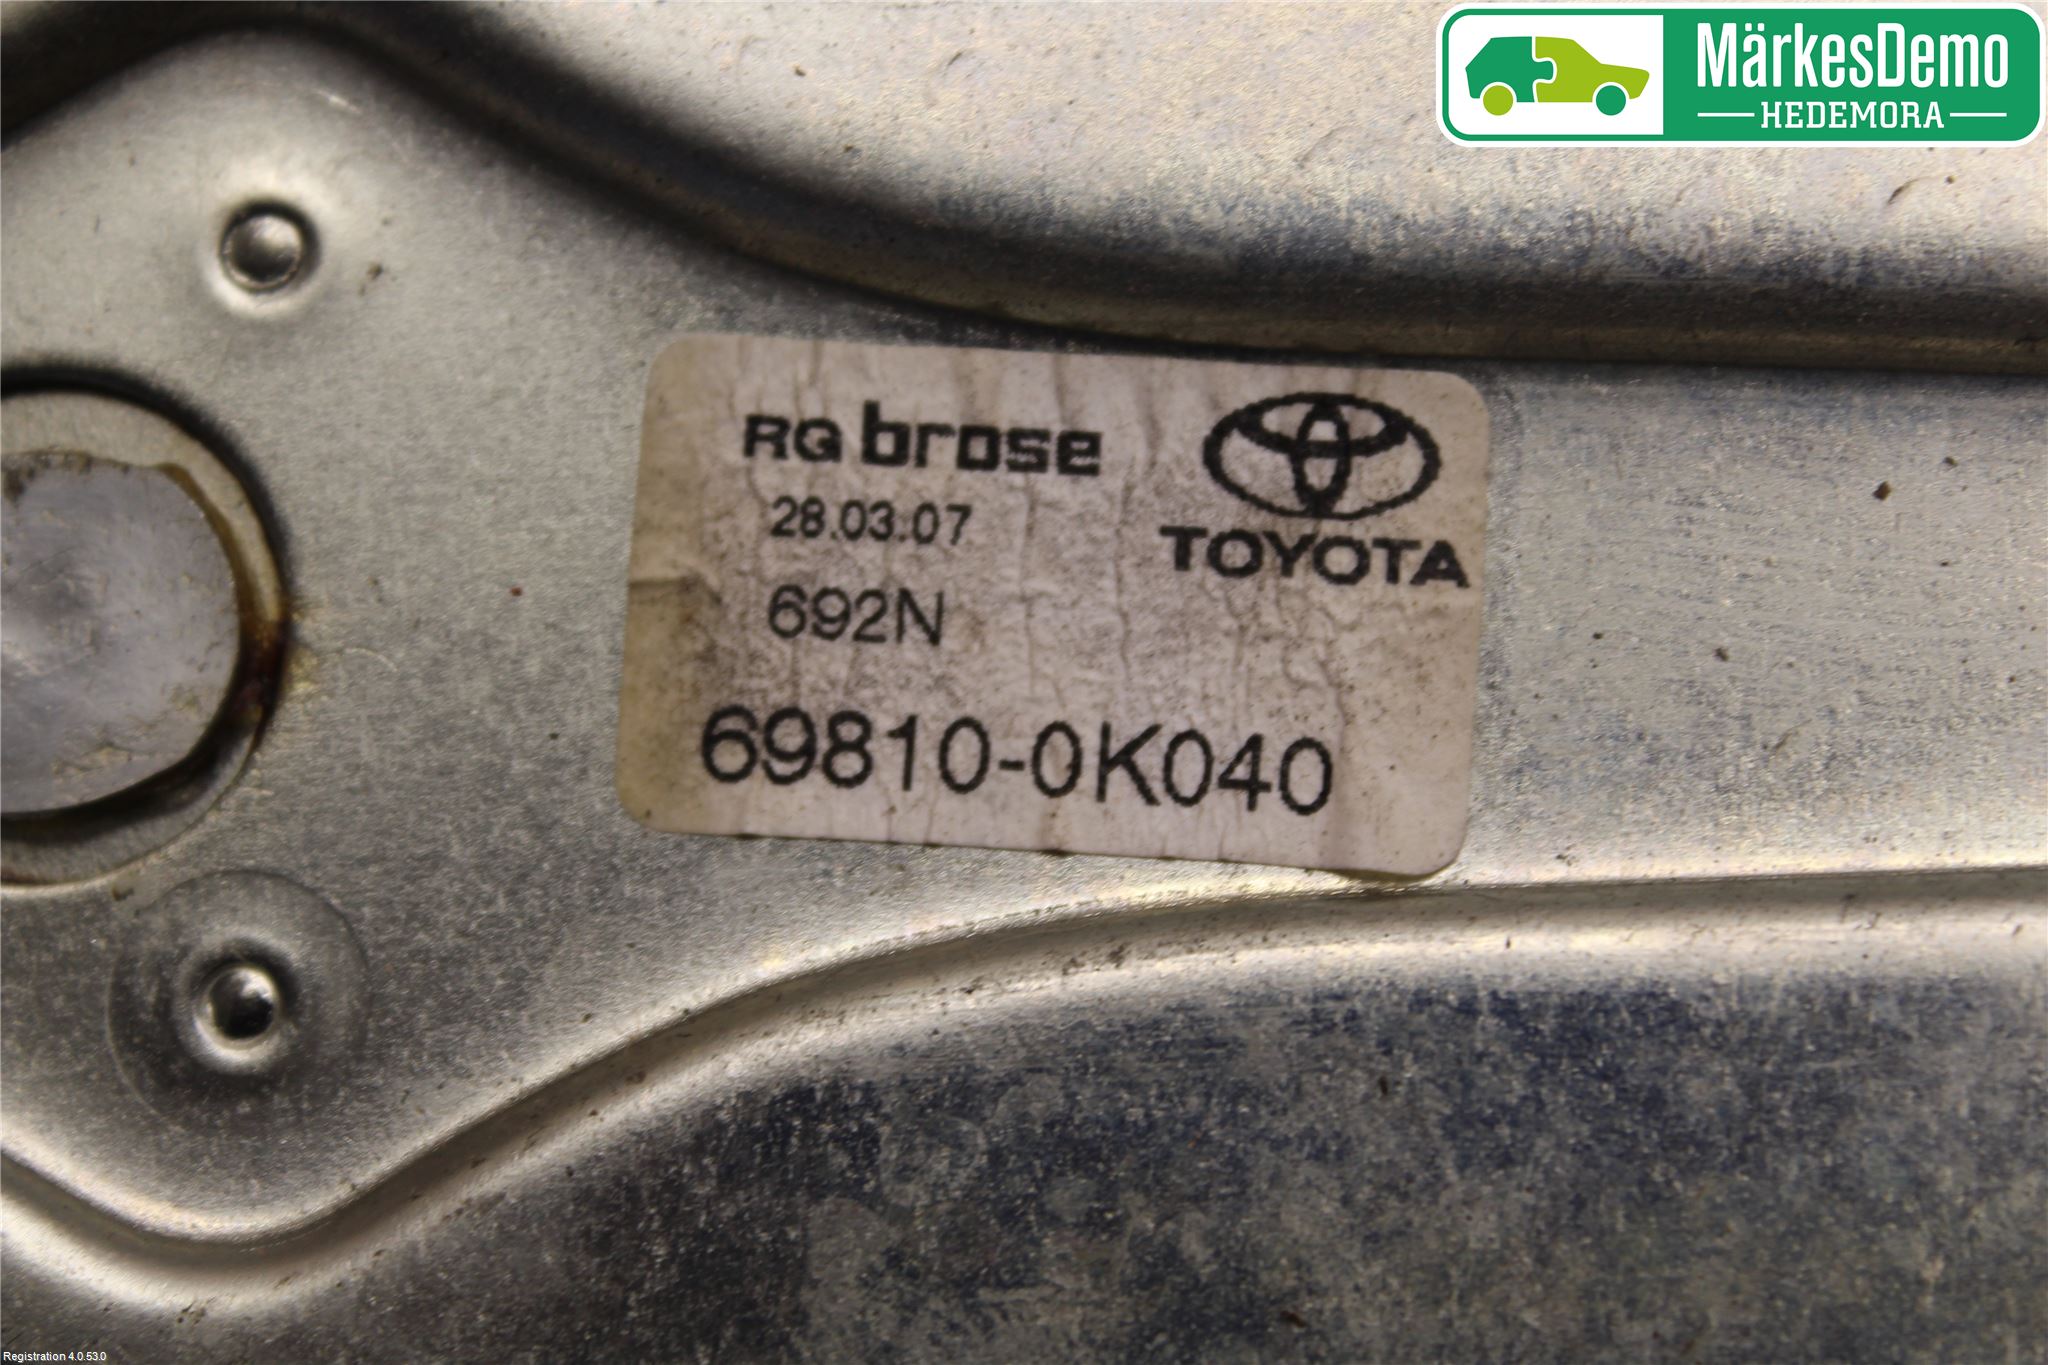 MärkesDemo
HEDEMORA
RG brose
TOYOTA
28.03.07
692N
69810-0K040
Registration 4.0.53.0